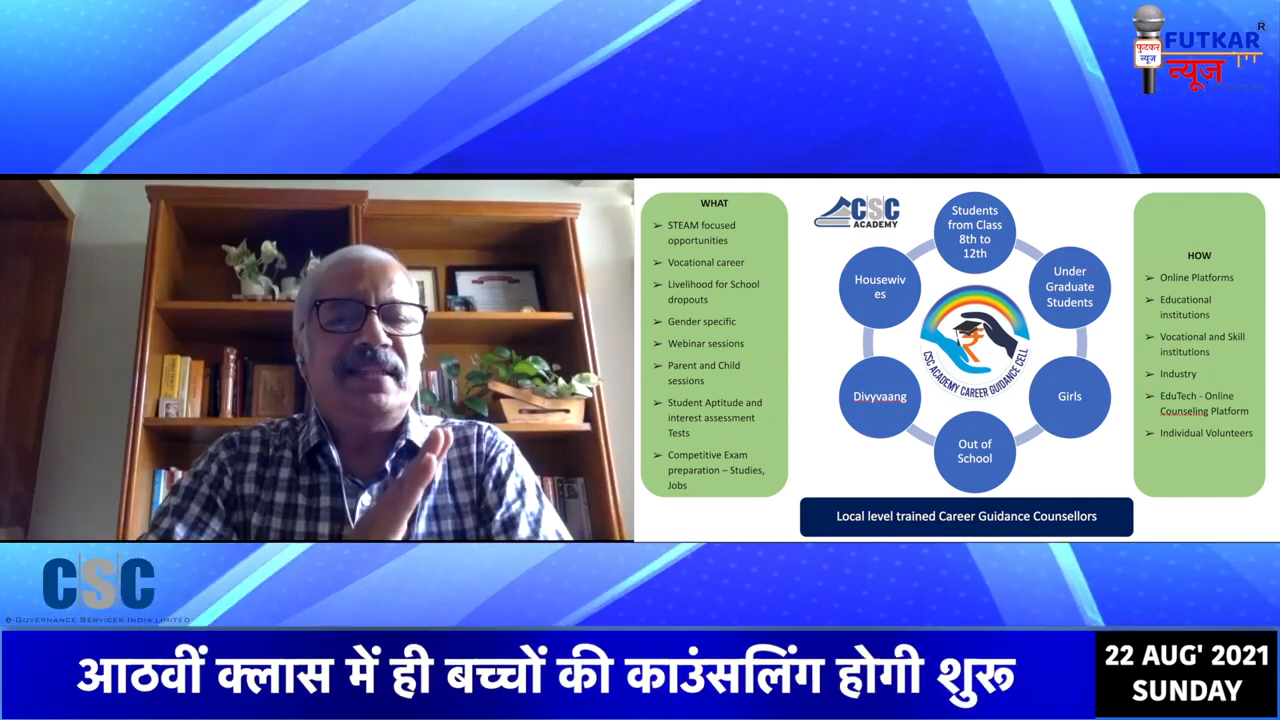 R
FUTKAR
फुटकर
न्यूज़
न्यूज़
WHAT
➢ STEAM focused
opportunities
➢ Vocational career
➢ Livelihood for School
dropouts
➢ Gender specific
➢ Webinar sessions
➢ Parent and Child
sessions
➢ Student Aptitude and
interest assessment
Tests
➢ Competitive Exam
preparation – Studies,
Jobs
CSC
ACADEMY
Students
from Class
8th to
12th
Under
Graduate
Students
Girls
Out of
School
Divyvaang
Housewiv
es
CSC ACADEMY CAREER GUIDANCE CELL
Local level trained Career Guidance Counsellors
HOW
➢ Online Platforms
➢ Educational
institutions
➢ Vocational and Skill
institutions
➢ Industry
➢ EduTech - Online
Counseling Platform
➢ Individual Volunteers
CSC
e-Governance Services India Limited
आठवीं क्लास में ही बच्चों की काउंसलिंग होगी शुरू
22 AUG' 2021
SUNDAY